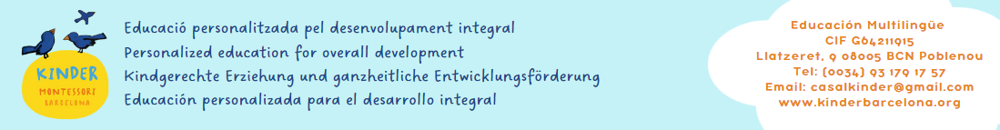 KINDER
MONTESSORI
BARCELONA
Educació personalitzada pel desenvolupament integral
Personalized education for overall development
Kindgerechte Erziehung und ganzheitliche Entwicklungsförderung
Educación personalizada para el desarrollo integral
Educación Multilingüe
CIF G64211915
Llatzeret, 9 08005 BCN Poblenou
Tel: (0034) 93 179 17 57
Email: casalkinder@gmail.com
www.kinderbarcelona.org